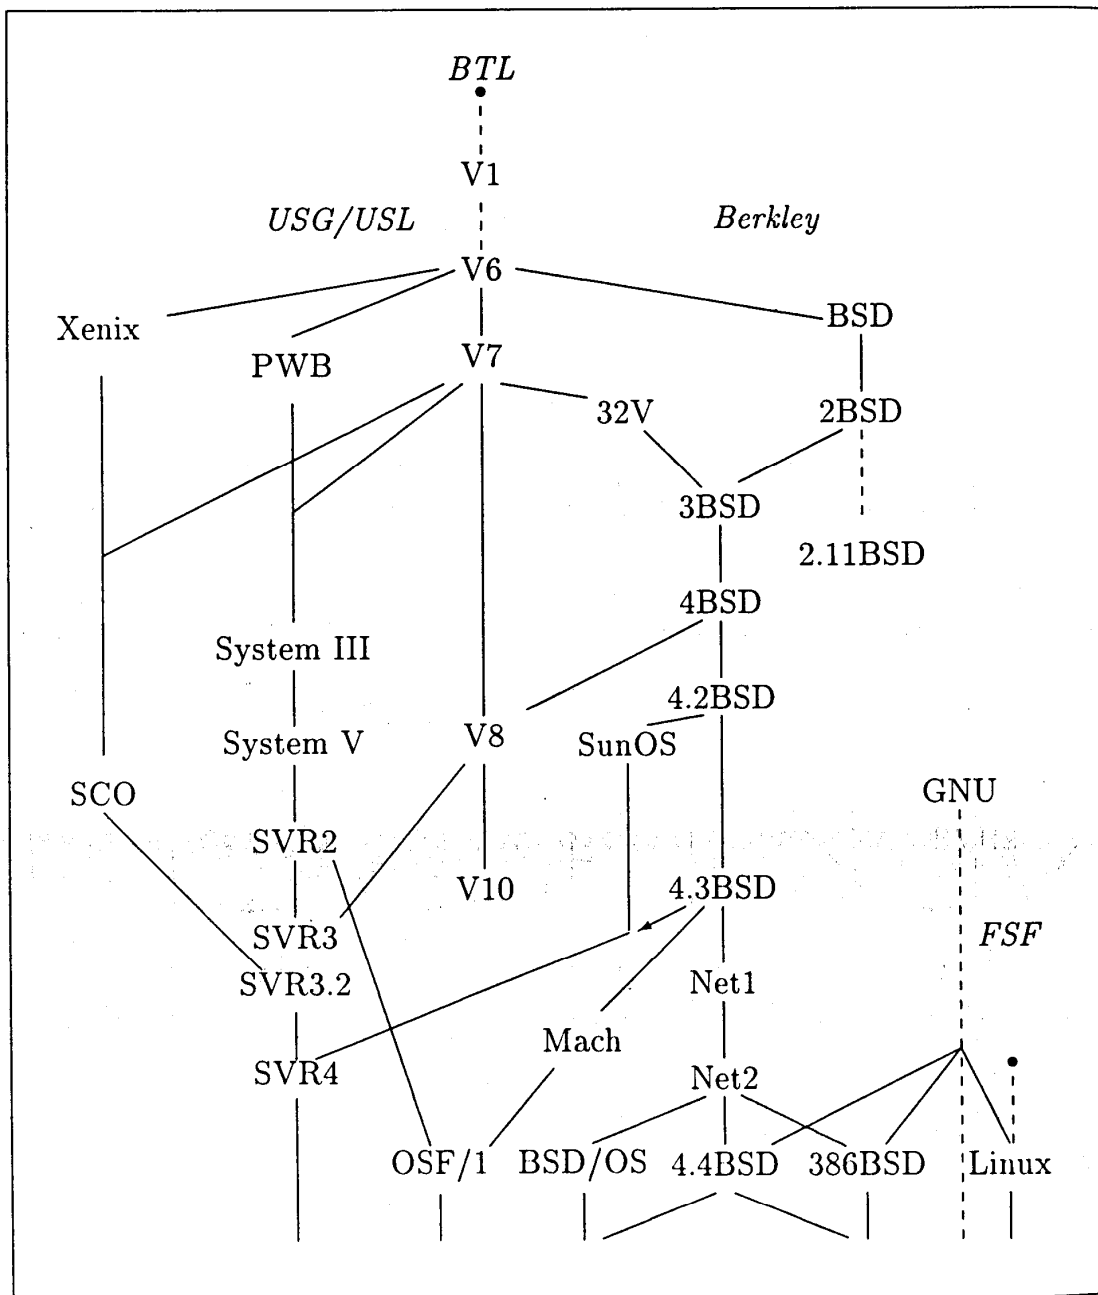 BTL
V1
USG/USL
Berkley
V6
Xenix
BSD
PWB
V7
32V
2BSD
3BSD
2.11BSD
4BSD
System III
4.2BSD
System V
V8
SunOS
SCO
GNU
SVR2
V10
4.3BSD
SVR3
FSF
SVR3.2
Net1
Mach
SVR4
Net2
OSF/1
BSD/OS
4.4BSD
386BSD
Linux